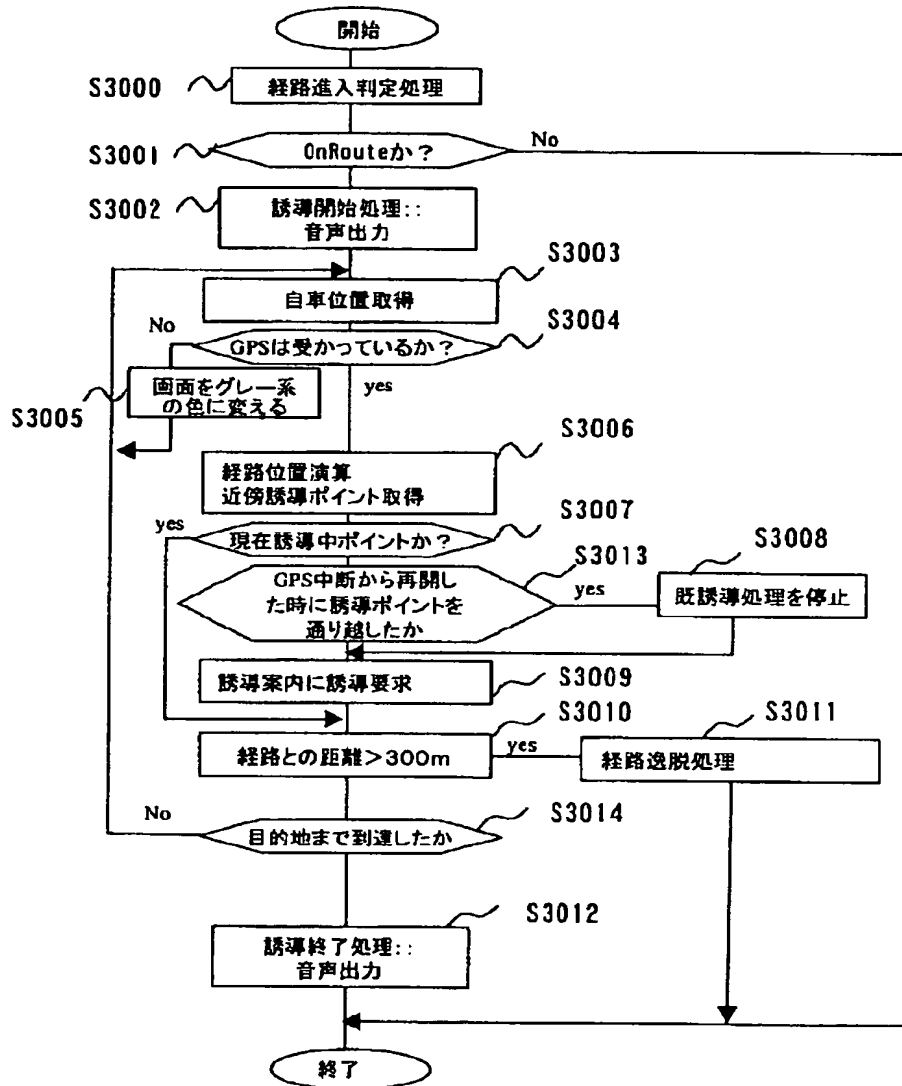 開始
S3000
経路進入判定処理
S3001
OnRouteか？
No
S3002
誘導開始処理::
音声出力
S3003
自車位置取得
S3004
No
GPSは受かっているか？
yes
S3005
画面をグレー系
の色に変える
S3006
経路位置演算
近傍誘導ポイント取得
S3007
yes
現在誘導中ポイントか？
S3013
GPS中断から再開し
た時に誘導ポイントを
通り越したか
yes
S3008
既誘導処理を停止
S3009
誘導案内に誘導要求
S3010
経路との距離＞300m
yes
S3011
経路逸脱処理
No
S3014
目的地まで到達したか
S3012
誘導終了処理::
音声出力
終了